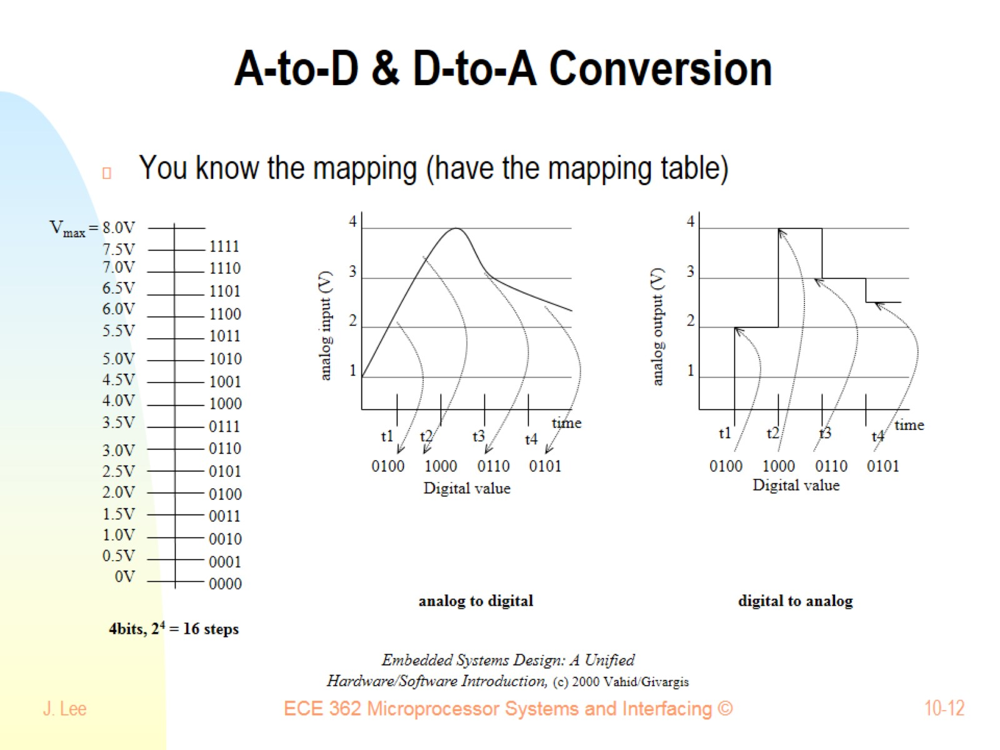 A-to-D & D-to-A Conversion
You know the mapping (have the mapping table)
Vmax = 8.0V
7.5V 1111
7.0V 1110
6.5V 1101
6.0V 1100
5.5V 1011
5.0V 1010
4.5V 1001
4.0V 1000
3.5V 0111
3.0V 0110
2.5V 0101
2.0V 0100
1.5V 0011
1.0V 0010
0.5V 0001
0V 0000
4bits, 2⁴ = 16 steps
analog input (V)
4
3
2
1
t1 t2 t3 t4 time
0100 1000 0110 0101
Digital value
analog to digital
analog output (V)
4
3
2
1
t1 t2 t3 t4 time
0100 1000 0110 0101
Digital value
digital to analog
Embedded Systems Design: A Unified
Hardware/Software Introduction, (c) 2000 Vahid/Givargis
J. Lee ECE 362 Microprocessor Systems and Interfacing © 10-12